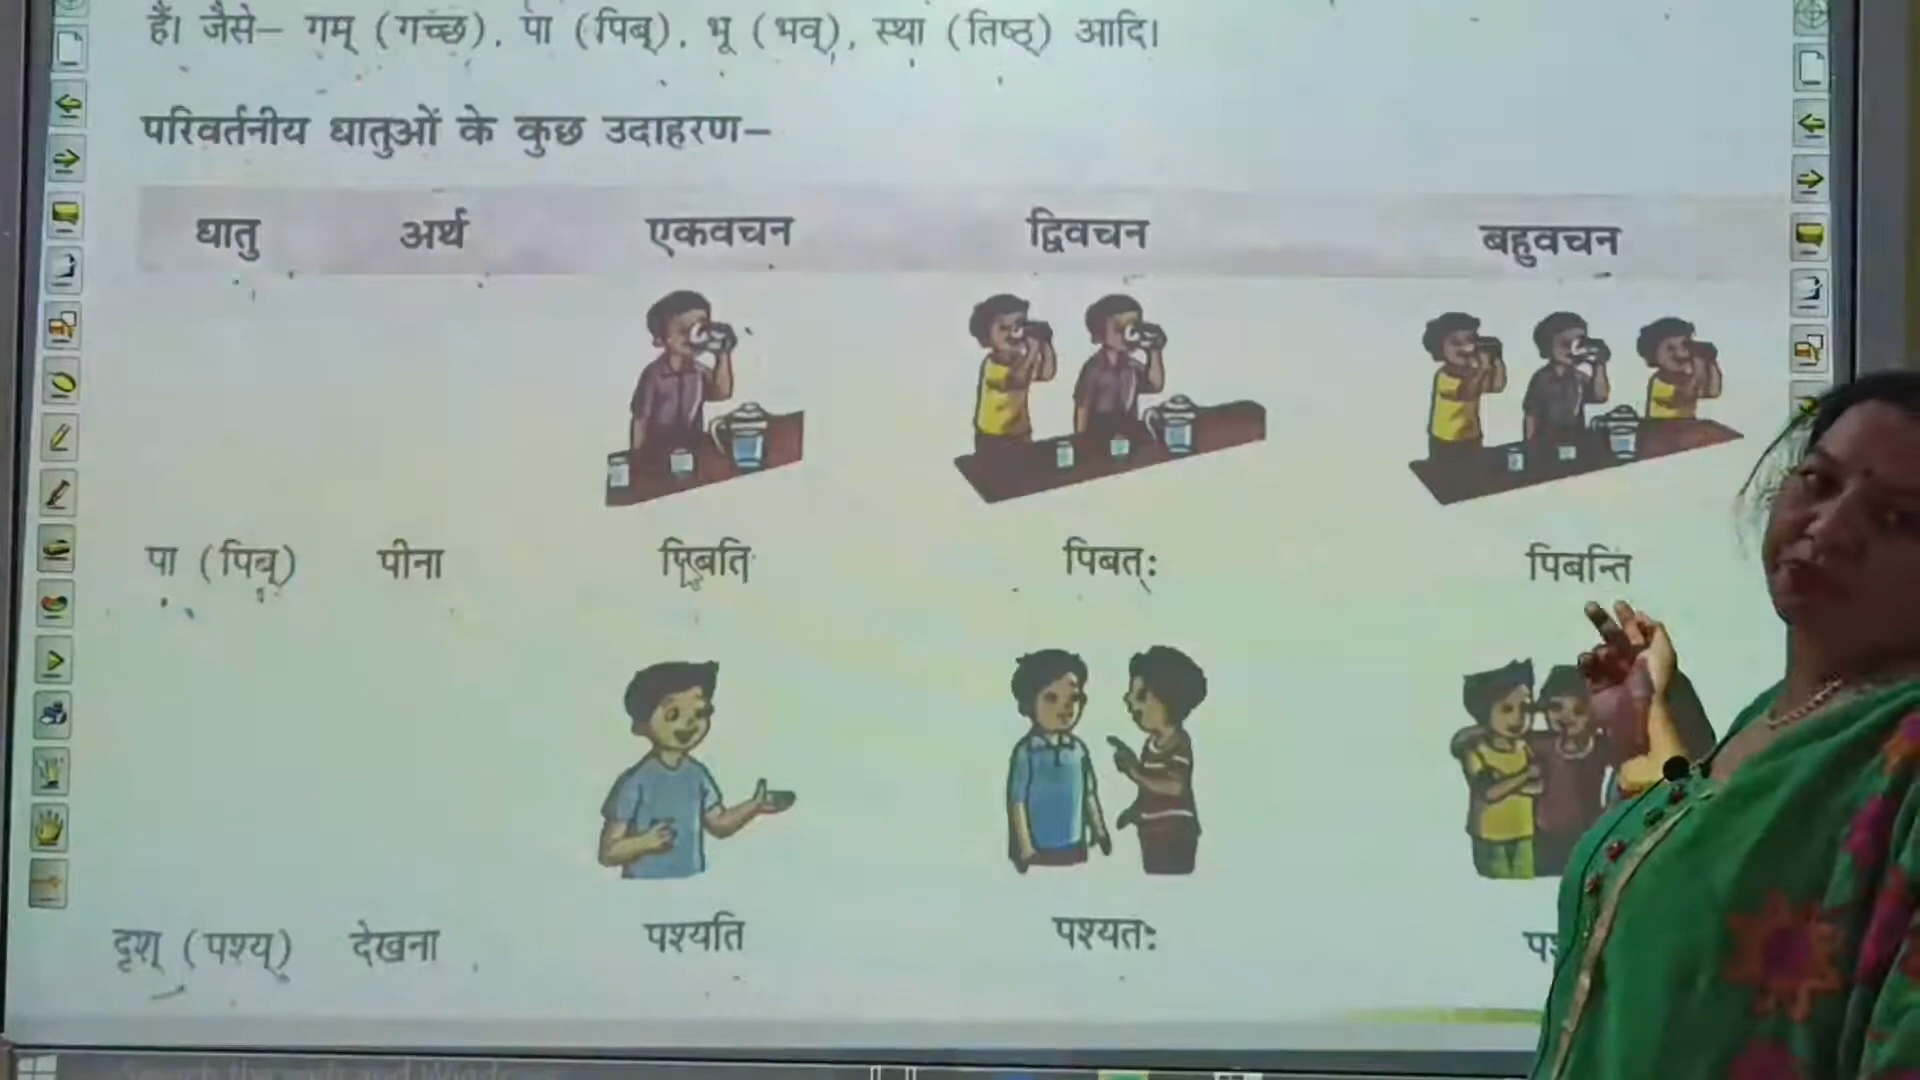 हैं। जैसे– गम् (गच्छ), पा (पिब्), भू (भव्), स्था (तिष्ठ्) आदि।
परिवर्तनीय धातुओं के कुछ उदाहरण–
धातु अर्थ एकवचन द्विवचन बहुवचन
पा (पिब्) पीना पिबति पिबत्: पिबन्ति
दृश् (पश्य्) देखना पश्यति पश्यत: